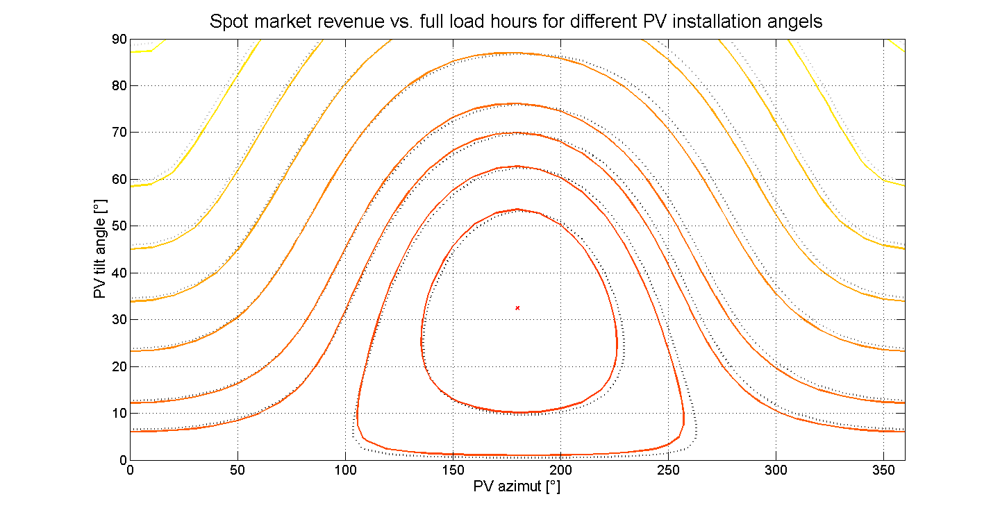 Spot market revenue vs. full load hours for different PV installation angels
90
80
70
60
50
40
30
20
10
0
PV tilt angle [°]
0 50 100 150 200 250 300 350
PV azimut [°]